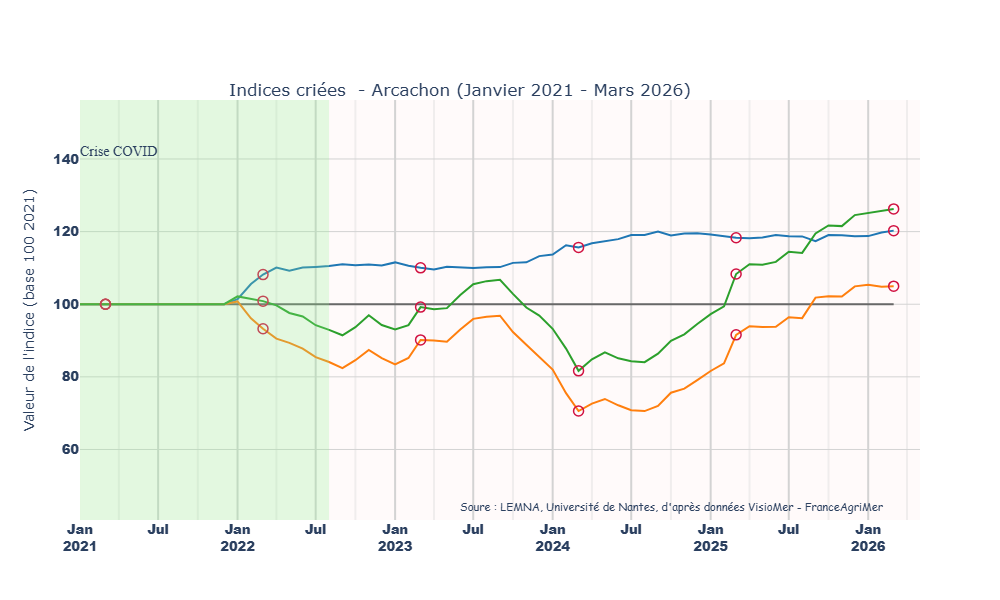 Indices criées - Arcachon (Janvier 2021 - Mars 2026)
Crise COVID
Valeur de l'indice (base 100 2021)
140
120
100
80
60
Soure : LEMNA, Université de Nantes, d'après données VisioMer - FranceAgriMer
Jan Jul Jan Jul Jan Jul Jan Jul Jan Jul Jan
2021 2022 2023 2024 2025 2026